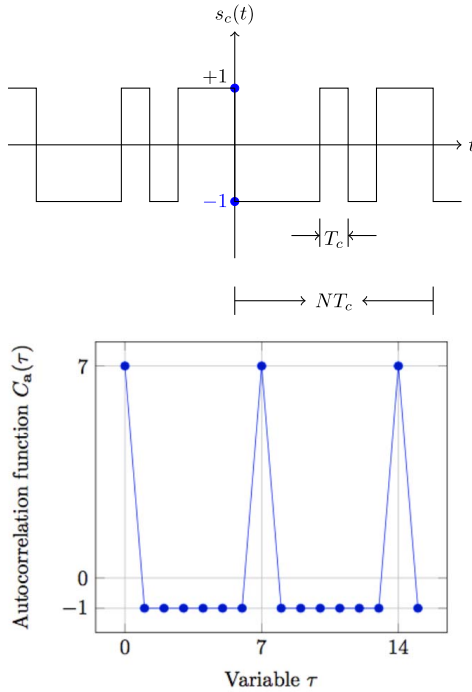 s_c(t)
+1
t
−1
T_c
NT_c
Autocorrelation function C_a(τ)
7
0
−1
0 7 14
Variable τ